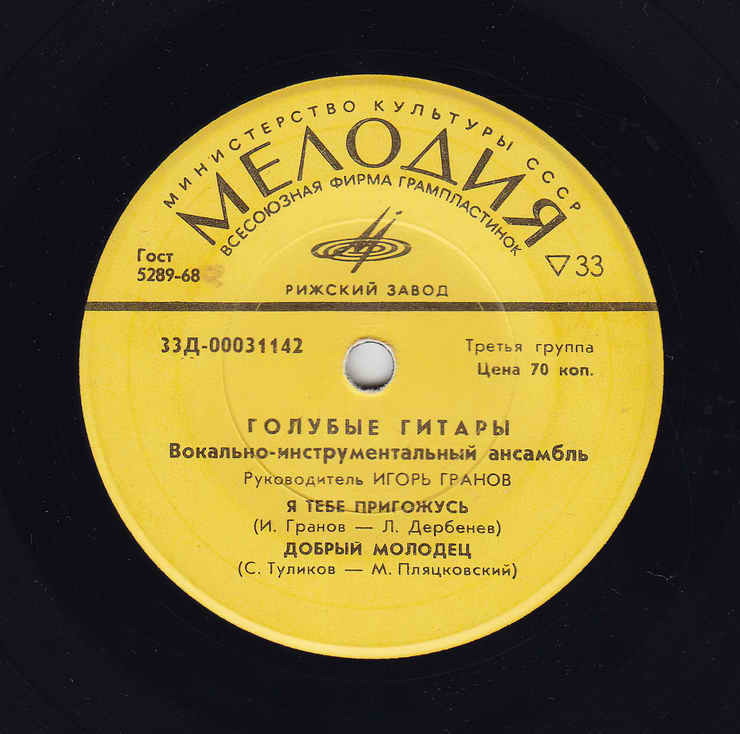 МИНИСТЕРСТВО КУЛЬТУРЫ СССР
МЕЛОДИЯ
ВСЕСОЮЗНАЯ ФИРМА ГРАМПЛАСТИНОК
Гост
5289-68
▽33
РИЖСКИЙ ЗАВОД
33Д-00031142
Третья группа
Цена 70 коп.
ГОЛУБЫЕ ГИТАРЫ
Вокально-инструментальный ансамбль
Руководитель ИГОРЬ ГРАНОВ
Я ТЕБЕ ПРИГОЖУСЬ
(И. Гранов — Л. Дербенев)
ДОБРЫЙ МОЛОДЕЦ
(С. Туликов — М. Пляцковский)